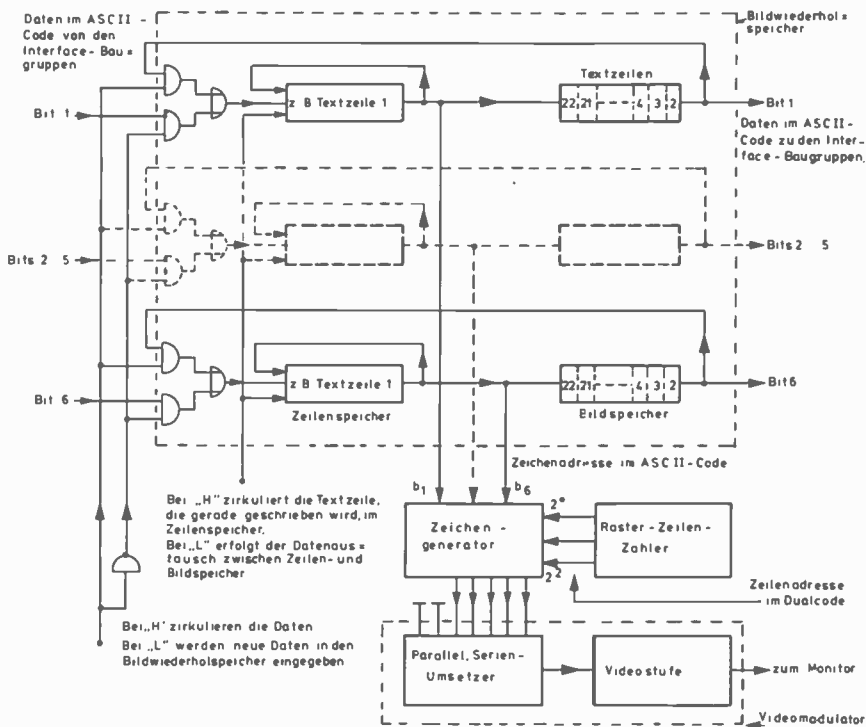 Daten im ASCII -
Code von den
Interface - Bau =
gruppen
Bildwiederhol =
speicher
Textzeilen
Bit 1
z B Textzeile 1
22 21 4 3 2
Bit 1
Daten im ASCII -
Code zu den Inter-
face - Baugruppen,
Bits 2 5
Bits 2 5
Bit 6
z B Textzeile 1
22 21 4 3 2
Bit 6
Zeilenspeicher
Bildspeicher
Zeichenadresse im ASCII - Code
b1
b6
Bei „H" zirkuliert die Textzeile,
die gerade geschrieben wird, im
Zeilenspeicher,
Bei „L" erfolgt der Datenaus =
tausch zwischen Zeilen - und
Bildspeicher
Zeichen -
generator
2°
2²
Raster - Zeilen -
Zahler
Zeilenadresse
im Dualcode
Bei „H" zirkulieren die Daten
Bei „L" werden neue Daten in den
Bildwiederholspeicher eingegeben
Parallel, Serien -
Umsetzer
Videostufe
zum Monitor
Videomodulator